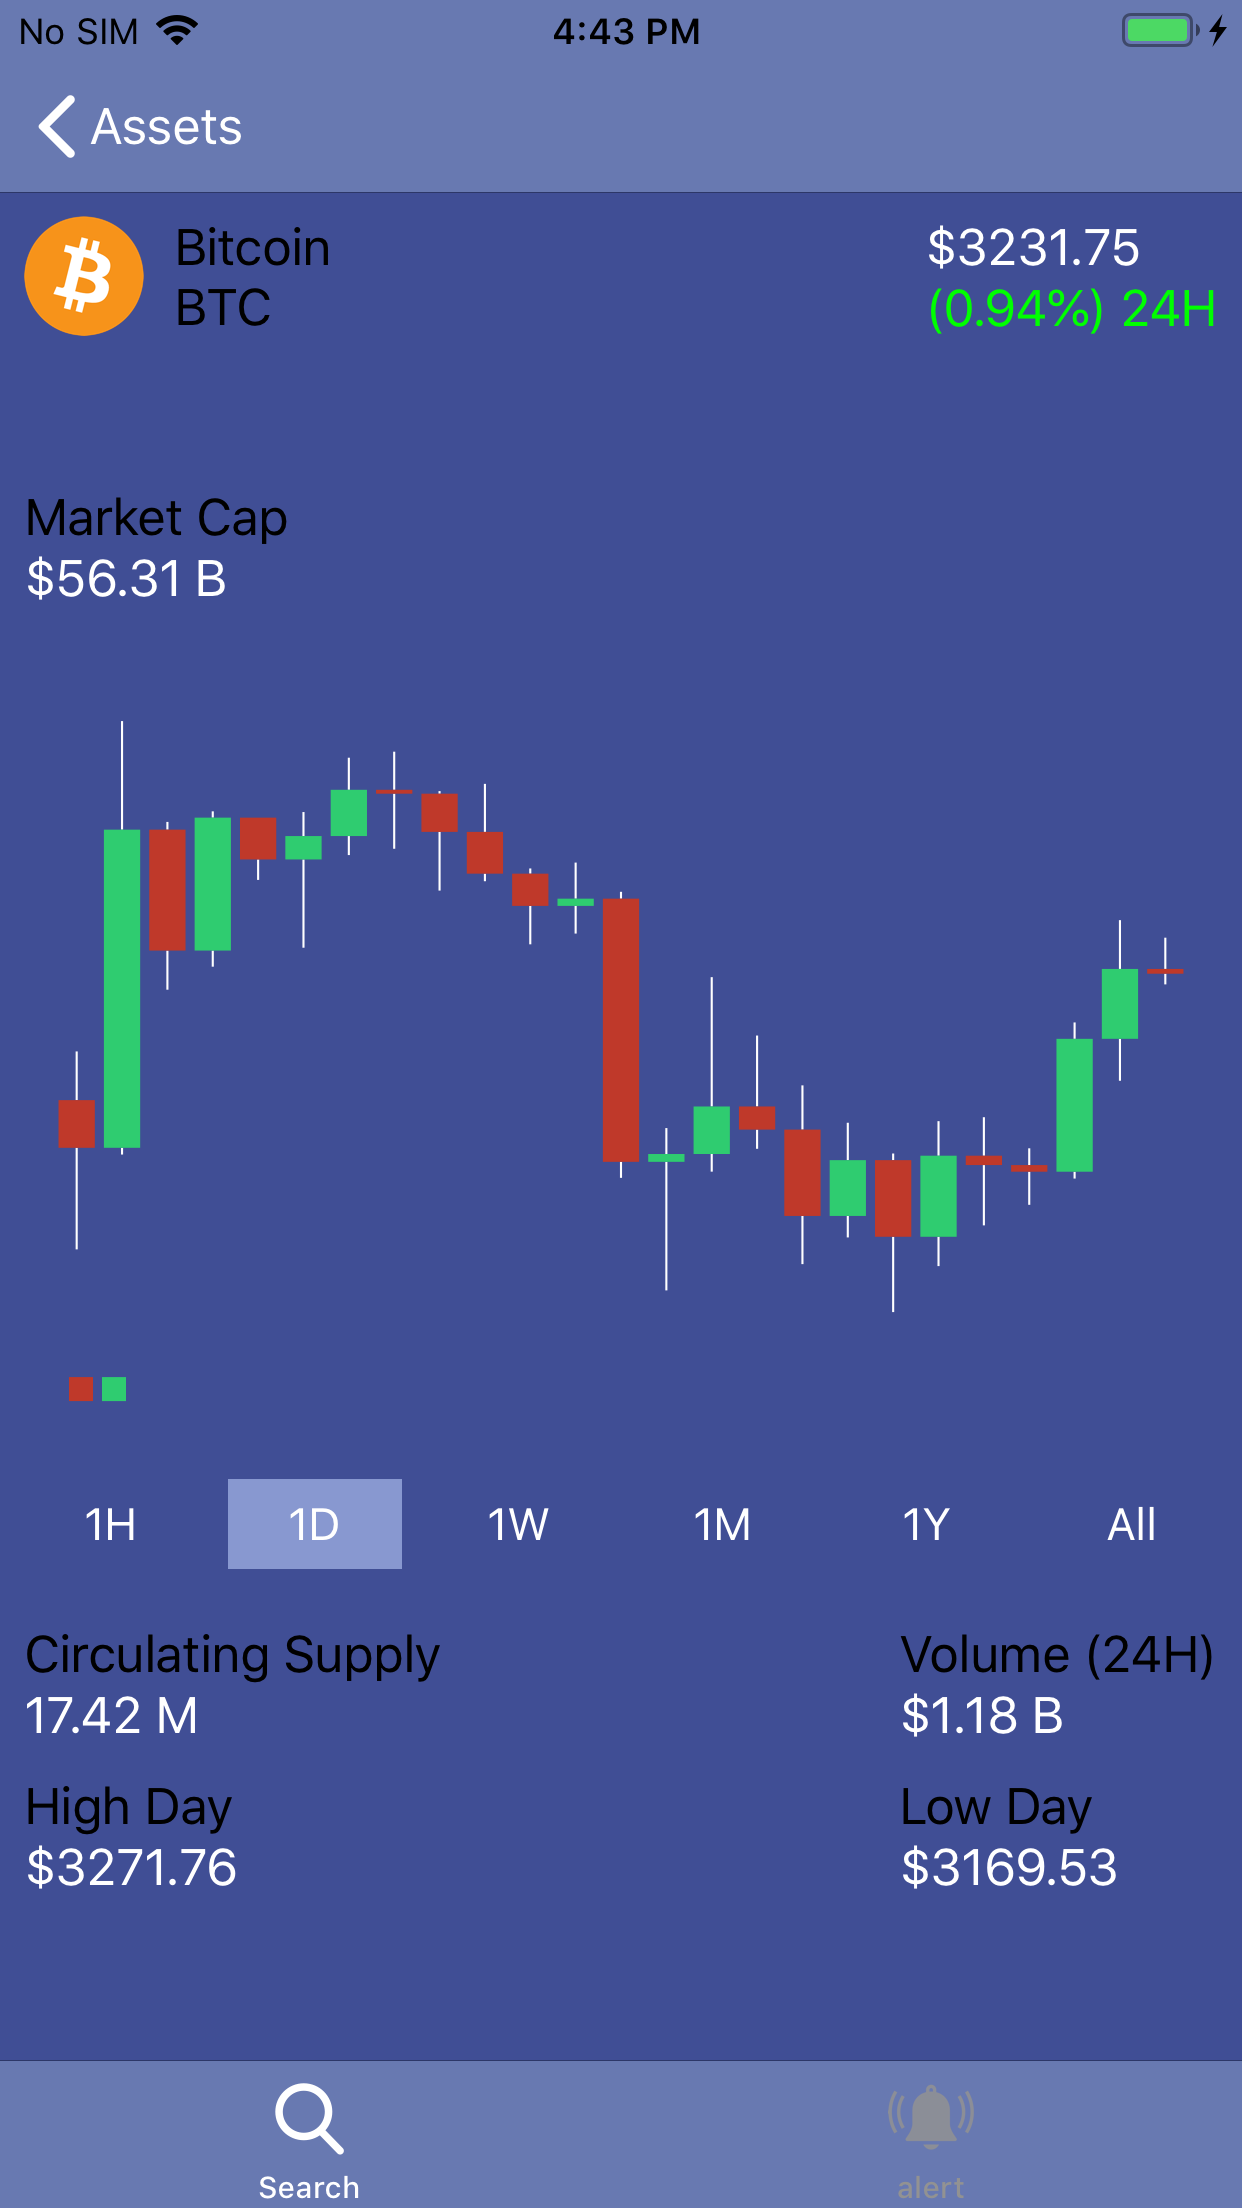 No SIM 4:43 PM
Assets
Bitcoin $3231.75
BTC (0.94%) 24H
Market Cap
$56.31 B
1H 1D 1W 1M 1Y All
Circulating Supply Volume (24H)
17.42 M $1.18 B
High Day Low Day
$3271.76 $3169.53
Search alert